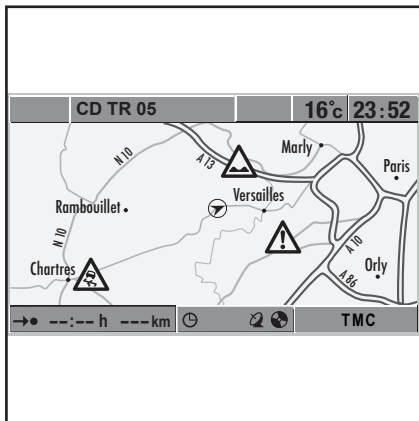 CD TR 05 16°c 23:52
Marly
N 10
A 13
Paris
Versailles
Rambouillet
N 10
A 10
Chartres
Orly
A 86
--:-- h ---km TMC